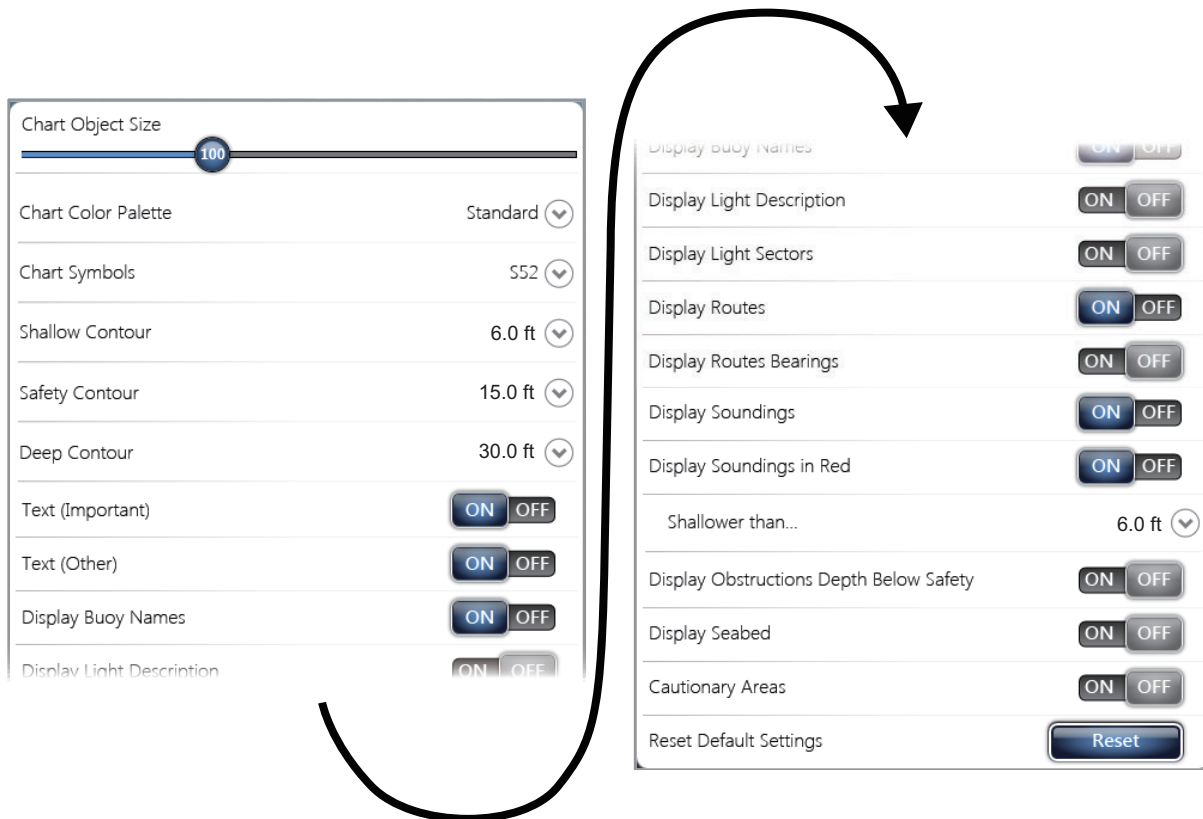 Chart Object Size
100
Chart Color Palette Standard
Chart Symbols S52
Shallow Contour 6.0 ft
Safety Contour 15.0 ft
Deep Contour 30.0 ft
Text (Important) ON OFF
Text (Other) ON OFF
Display Buoy Names ON OFF
Display Light Description ON OFF
Display Buoy Names ON OFF
Display Light Description ON OFF
Display Light Sectors ON OFF
Display Routes ON OFF
Display Routes Bearings ON OFF
Display Soundings ON OFF
Display Soundings in Red ON OFF
Shallower than... 6.0 ft
Display Obstructions Depth Below Safety ON OFF
Display Seabed ON OFF
Cautionary Areas ON OFF
Reset Default Settings Reset